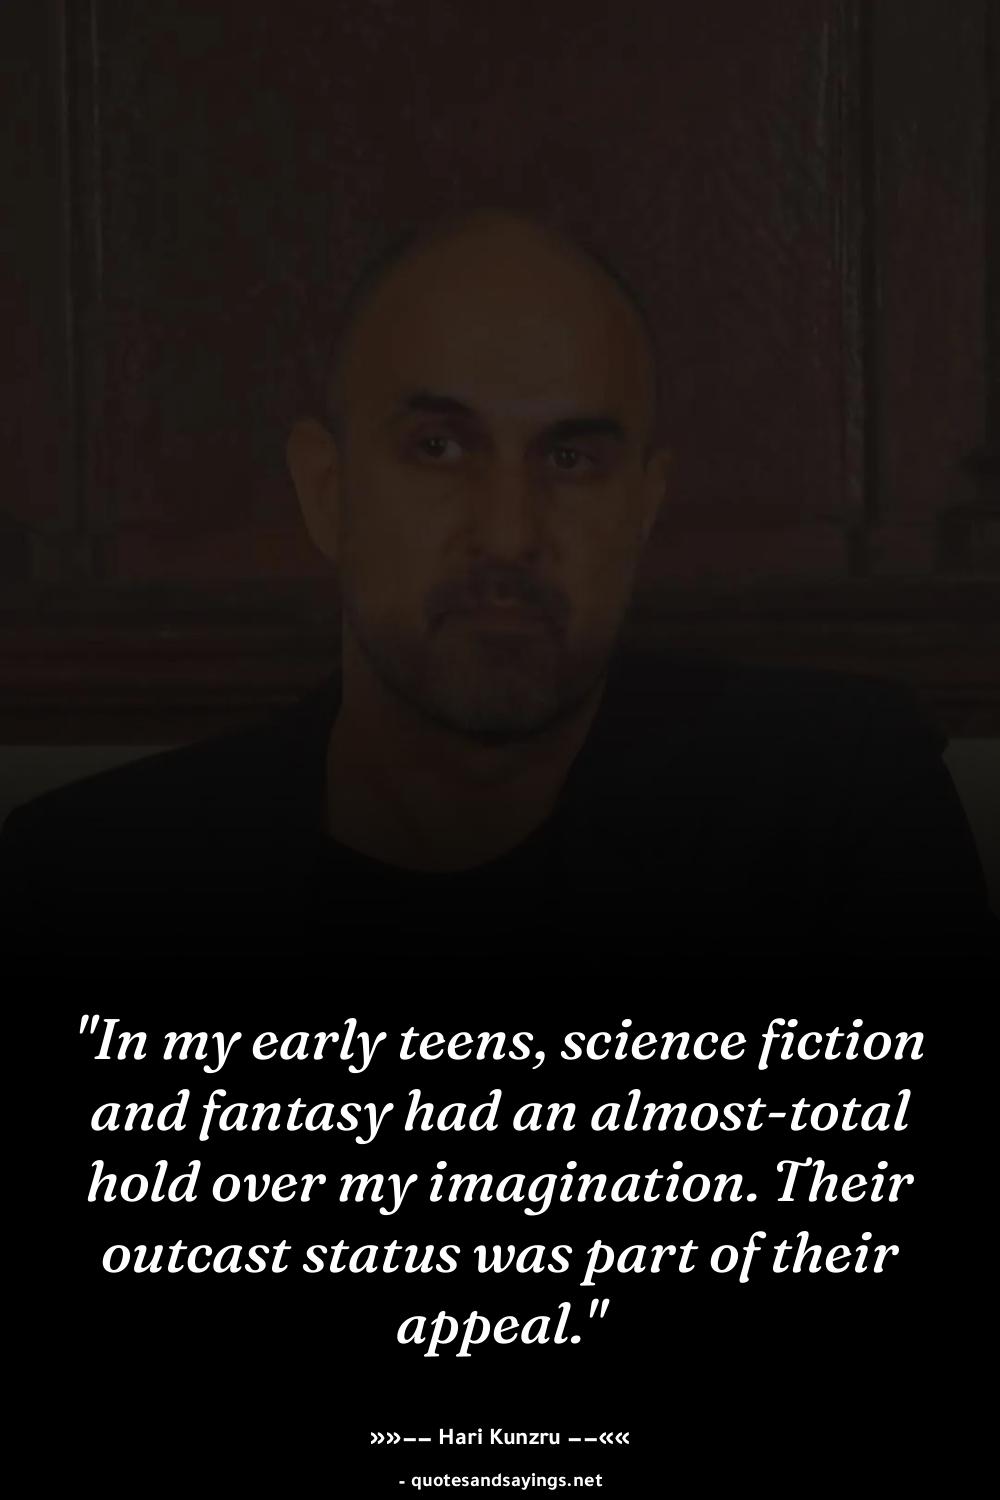 "In my early teens, science fiction
and fantasy had an almost-total
hold over my imagination. Their
outcast status was part of their
appeal."
»»–– Hari Kunzru ––««
- quotesandsayings.net